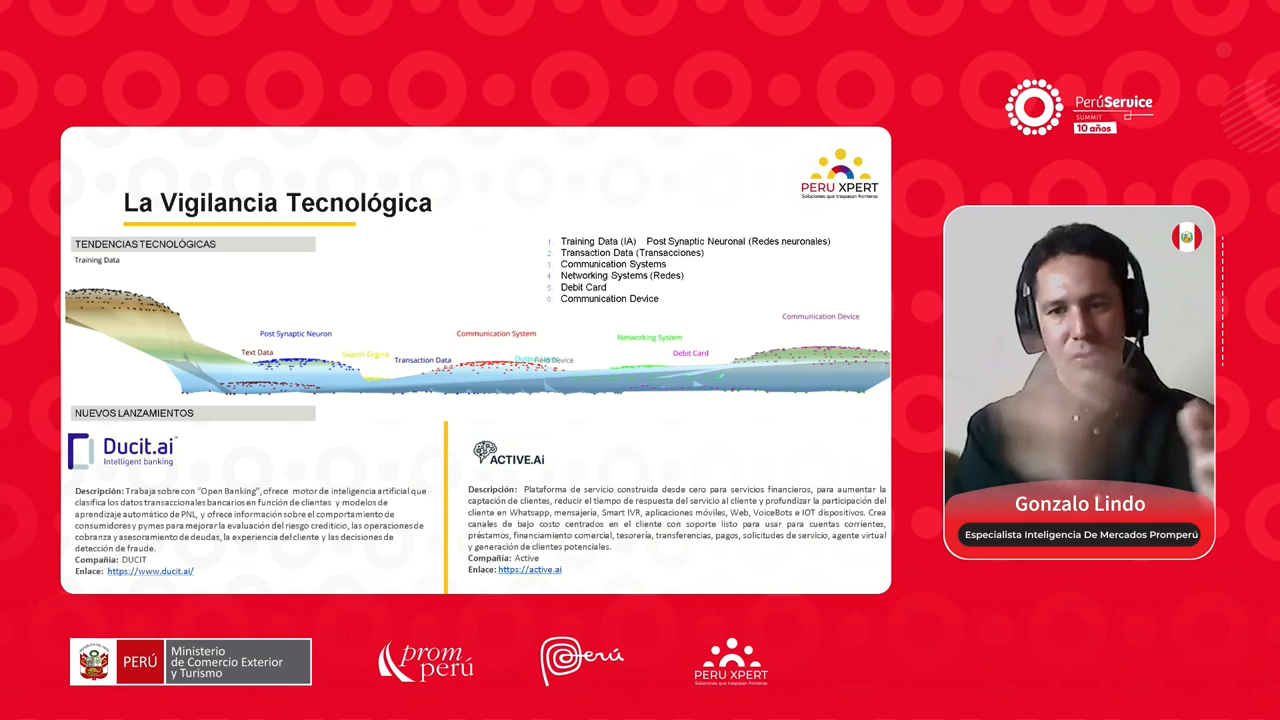 PerúService
SUMMIT
10 años
PERU XPERT
Soluciones que traspasan fronteras
La Vigilancia Tecnológica
TENDENCIAS TECNOLÓGICAS
1. Training Data (IA) Post Synaptic Neuronal (Redes neuronales)
2. Transaction Data (Transacciones)
3. Communication Systems
4. Networking Systems (Redes)
5. Debit Card
6. Communication Device
Training Data
Communication Device
Post Synaptic Neuron
Communication System
Networking System
Text Data
Search Engine
Transaction Data
Field Device
Debit Card
NUEVOS LANZAMIENTOS
Ducit.ai™
Intelligent banking
Descripción: Trabaja sobre con “Open Banking”, ofrece motor de inteligencia artificial que
clasifica los datos transaccionales bancarios en función de clientes y modelos de
aprendizaje automático de PNL, y ofrece información sobre el comportamiento de
consumidores y pymes para mejorar la evaluación del riesgo crediticio, las operaciones de
cobranza y asesoramiento de deudas, la experiencia del cliente y las decisiones de
detección de fraude.
Compañía: DUCIT
Enlace: https://www.ducit.ai/
ACTIVE.Ai
Descripción: Plataforma de servicio construida desde cero para servicios financieros, para aumentar la
captación de clientes, reducir el tiempo de respuesta del servicio al cliente y profundizar la participación del
cliente en Whatsapp, mensajería, Smart IVR, aplicaciones móviles, Web, VoiceBots e IOT dispositivos. Crea
canales de bajo costo centrados en el cliente con soporte listo para usar para cuentas corrientes,
préstamos, financiamiento comercial, tesorería, transferencias, pagos, solicitudes de servicio, agente virtual
y generación de clientes potenciales.
Compañía: Active
Enlace: https://active.ai
Gonzalo Lindo
Especialista Inteligencia De Mercados Promperú
PERÚ
Ministerio
de Comercio Exterior
y Turismo
prom
perú
Perú
PERU XPERT
Soluciones que traspasan fronteras